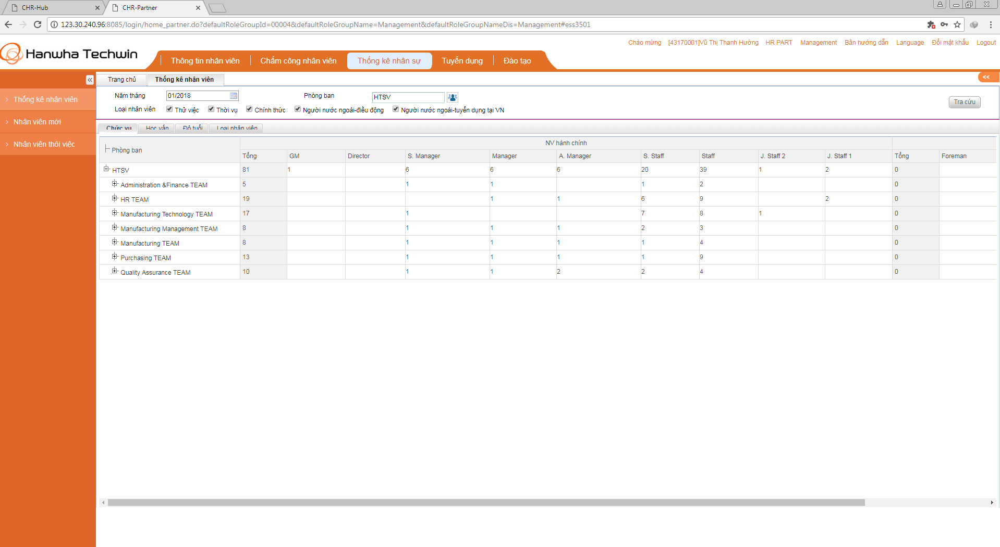 CHR-Hub CHR-Partner
123.30.240.96:8085/login/home_partner.do?defaultRoleGroupId=00004&defaultRoleGroupName=Management&defaultRoleGroupNameDis=Management#ess3501
Chào mừng [43170001]Vũ Thị Thanh Hường HR PART Management Bản hướng dẫn Language Đổi mật khẩu Logout
Hanwha Techwin
Thông tin nhân viên Chấm công nhân viên Thống kê nhân sự Tuyển dụng Đào tạo
Trang chủ Thống kê nhân viên
Thống kê nhân viên
Nhân viên mới
Nhân viên thôi việc
Năm tháng 01/2018 Phòng ban HTSV
Tra cứu
Loại nhân viên Thử việc Thời vụ Chính thức Người nước ngoài-điều động Người nước ngoài-tuyển dụng tại VN
Chức vụ Học vấn Độ tuổi Loại nhân viên
Phòng ban NV hành chính
Tổng GM Director S. Manager Manager A. Manager S. Staff Staff J. Staff 2 J. Staff 1 Tổng Foreman
HTSV 81 1 6 6 6 20 39 1 2 0
Administration &Finance TEAM 5 1 1 1 2 0
HR TEAM 19 1 1 6 9 2 0
Manufacturing Technology TEAM 17 1 7 8 1 0
Manufacturing Management TEAM 8 1 1 1 2 3 0
Manufacturing TEAM 8 1 1 1 1 4 0
Purchasing TEAM 13 1 1 1 1 9 0
Quality Assurance TEAM 10 1 1 2 2 4 0